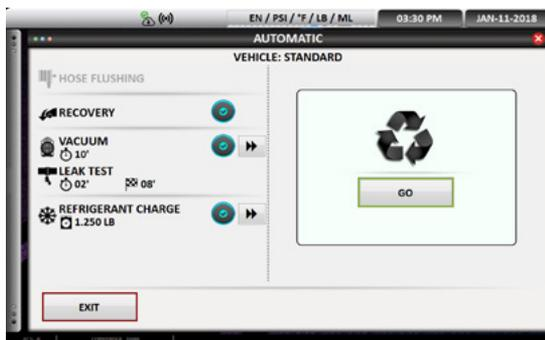 EN / PSI / °F / LB / ML 03:30 PM JAN-11-2018
AUTOMATIC
VEHICLE: STANDARD
HOSE FLUSHING
RECOVERY
VACUUM
10'
LEAK TEST
02' 08'
REFRIGERANT CHARGE
1.250 LB
GO
EXIT